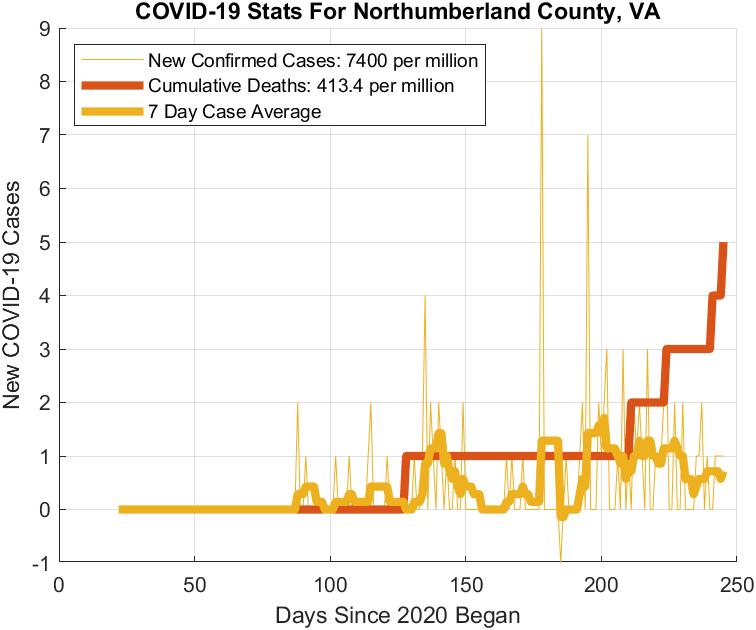 COVID-19 Stats For Northumberland County, VA
New Confirmed Cases: 7400 per million
Cumulative Deaths: 413.4 per million
7 Day Case Average
New COVID-19 Cases
9
8
7
6
5
4
3
2
1
0
-1
0 50 100 150 200 250
Days Since 2020 Began